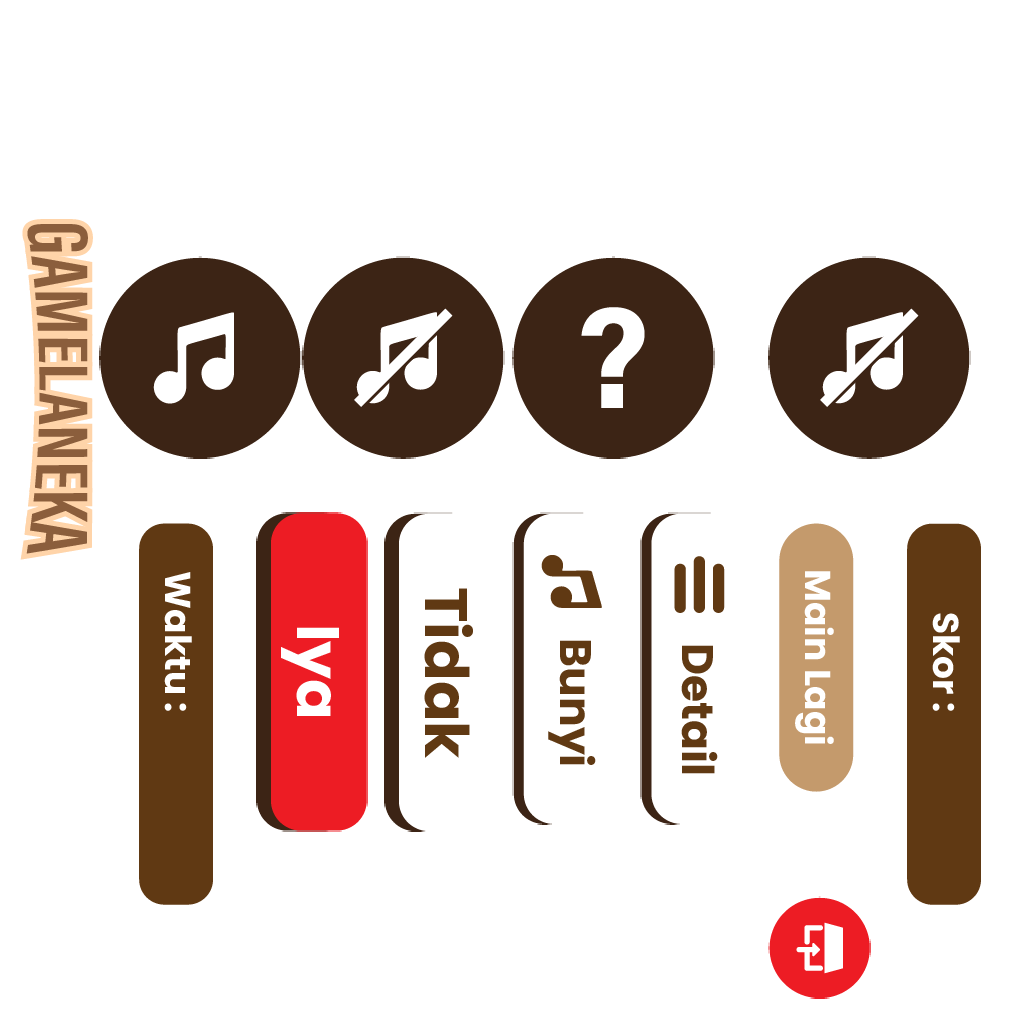 GAMELANEKA
?
Waktu :
Iya
Tidak
Bunyi
Detail
Main Lagi
Skor :